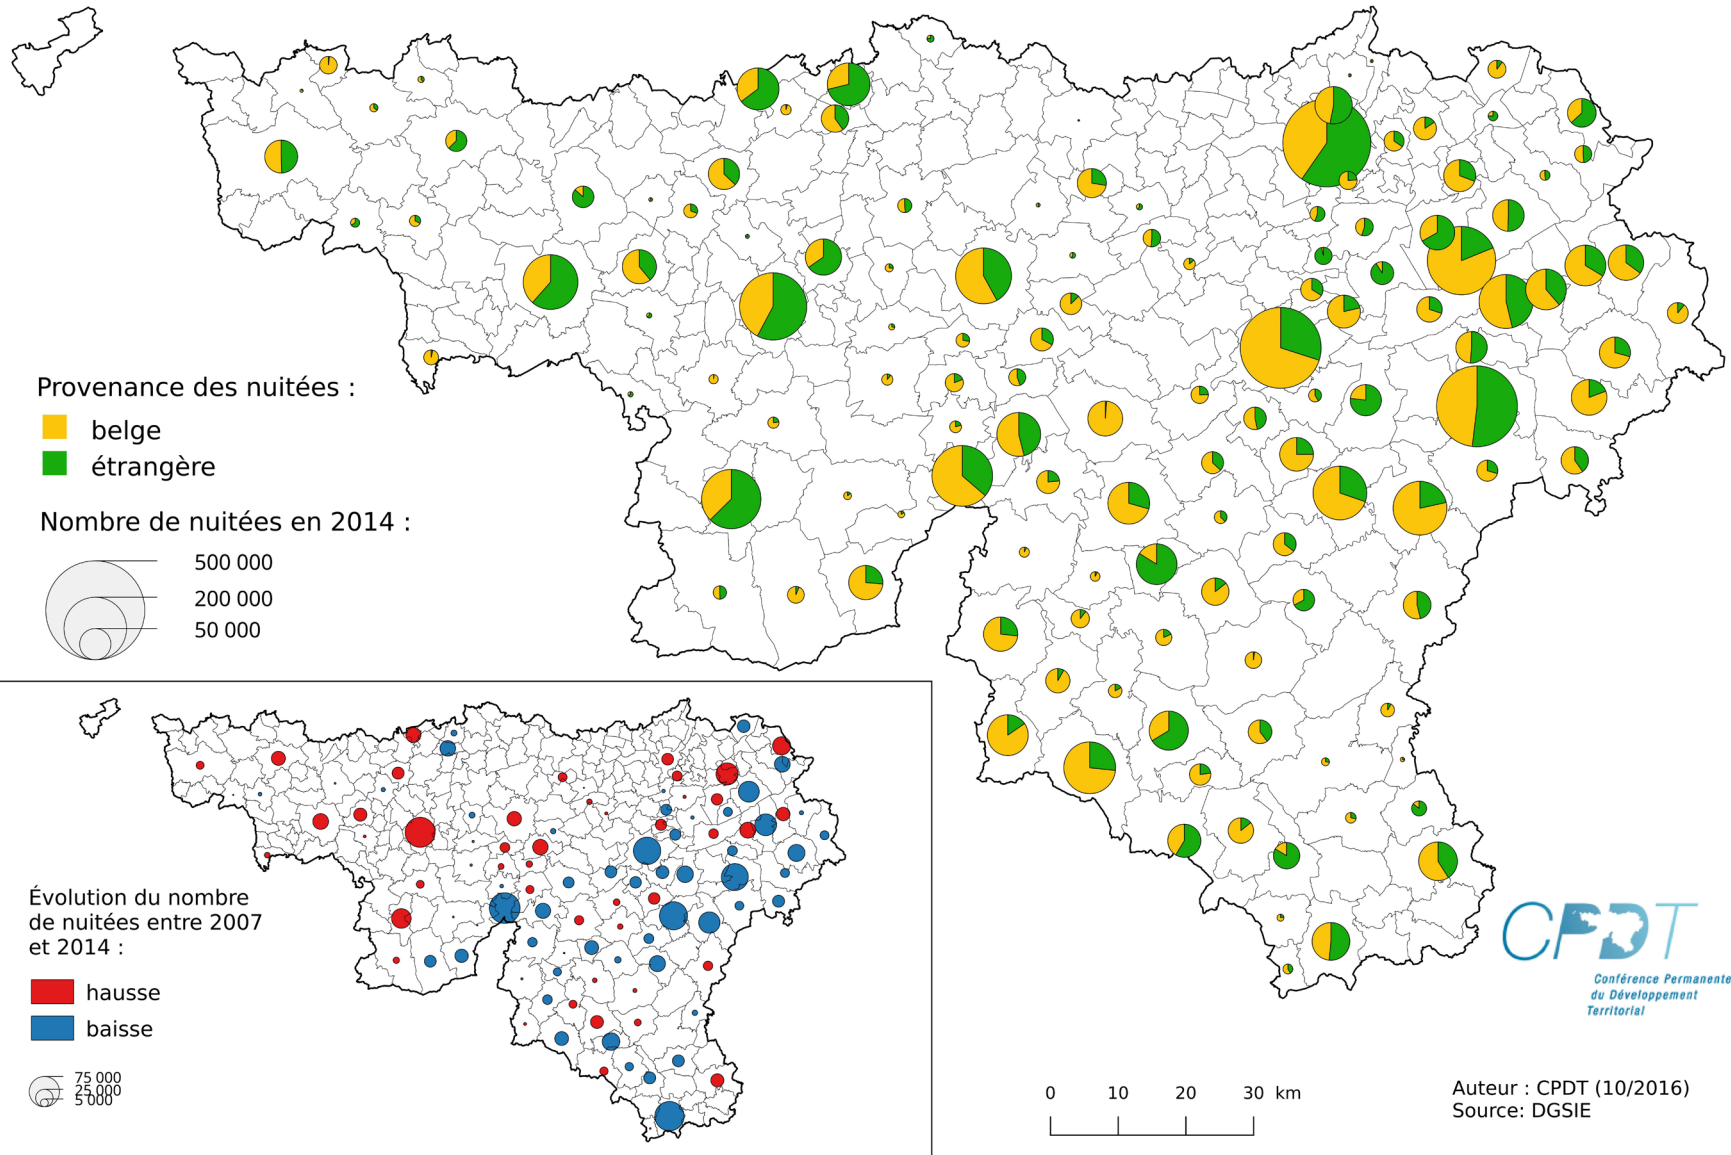 Provenance des nuitées :
belge
étrangère
Nombre de nuitées en 2014 :
500 000
200 000
50 000
Évolution du nombre
de nuitées entre 2007
et 2014 :
hausse
baisse
75 000
25 000
5 000
0 10 20 30 km
CPDT
Conférence Permanente
du Développement
Territorial
Auteur : CPDT (10/2016)
Source: DGSIE